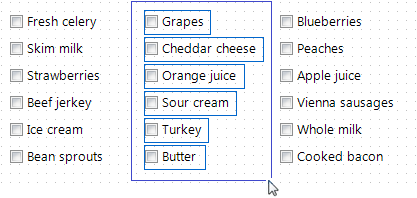 Fresh celery
Skim milk
Strawberries
Beef jerkey
Ice cream
Bean sprouts
Grapes
Cheddar cheese
Orange juice
Sour cream
Turkey
Butter
Blueberries
Peaches
Apple juice
Vienna sausages
Whole milk
Cooked bacon